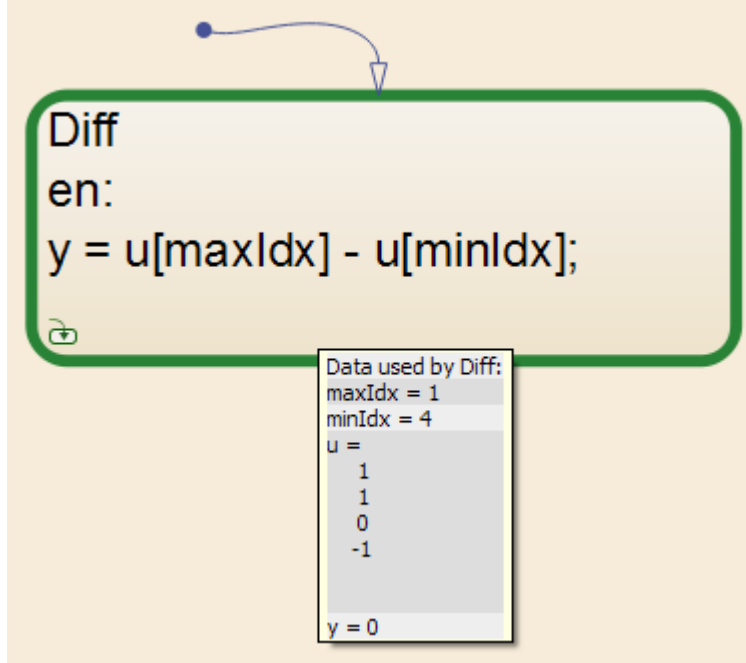 Diff
en:
y = u[maxIdx] - u[minIdx];
Data used by Diff:
maxIdx = 1
minIdx = 4
u =
1
1
0
-1
y = 0